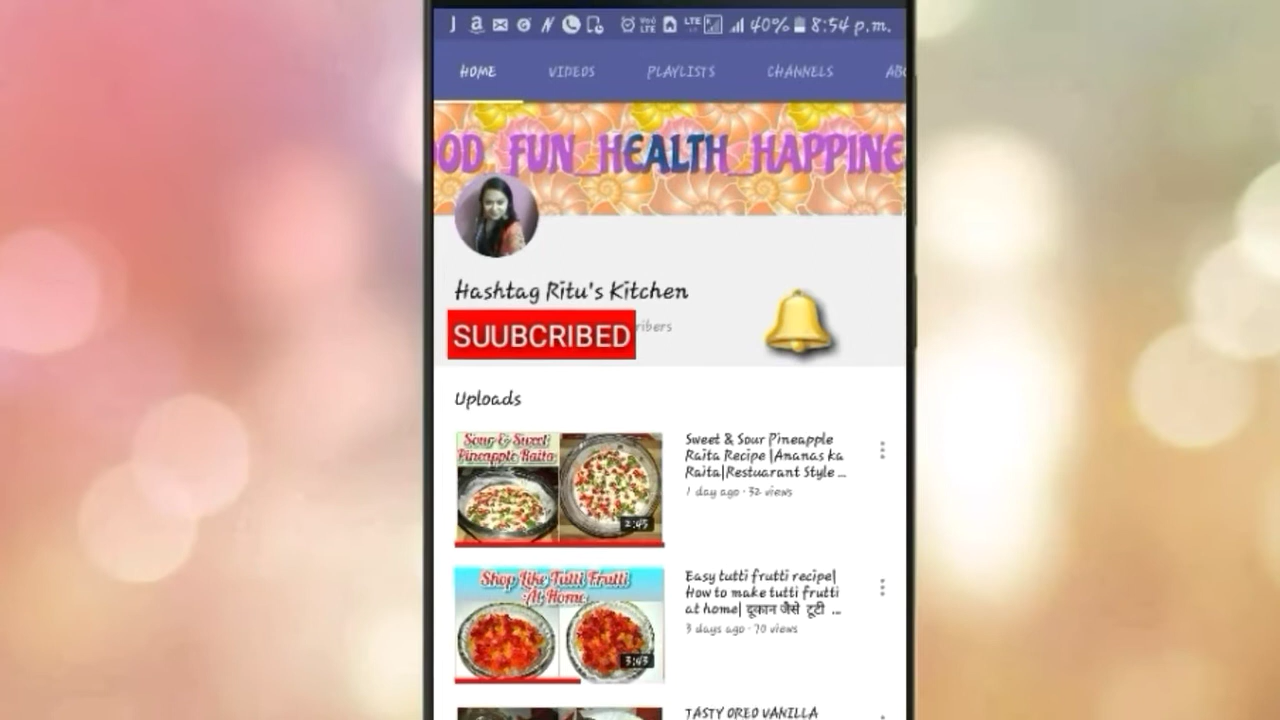 40% 8:54 p.m.
HOME VIDEOS PLAYLISTS CHANNELS
FUN_HEALTH_HAPPINE
Hashtag Ritu's Kitchen
SUUBCRIBED
Uploads
Sour & Sweet
Pineapple Raita
2:45
Sweet & Sour Pineapple
Raita Recipe |Ananas ka
Raita|Restuarant Style ...
1 day ago · 32 views
Shop Like Tutti Frutti
At Home
3:43
Easy tutti frutti recipe|
How to make tutti frutti
at home| दूकान जैसे टूटी ...
3 days ago · 70 views
TASTY OREO VANILLA